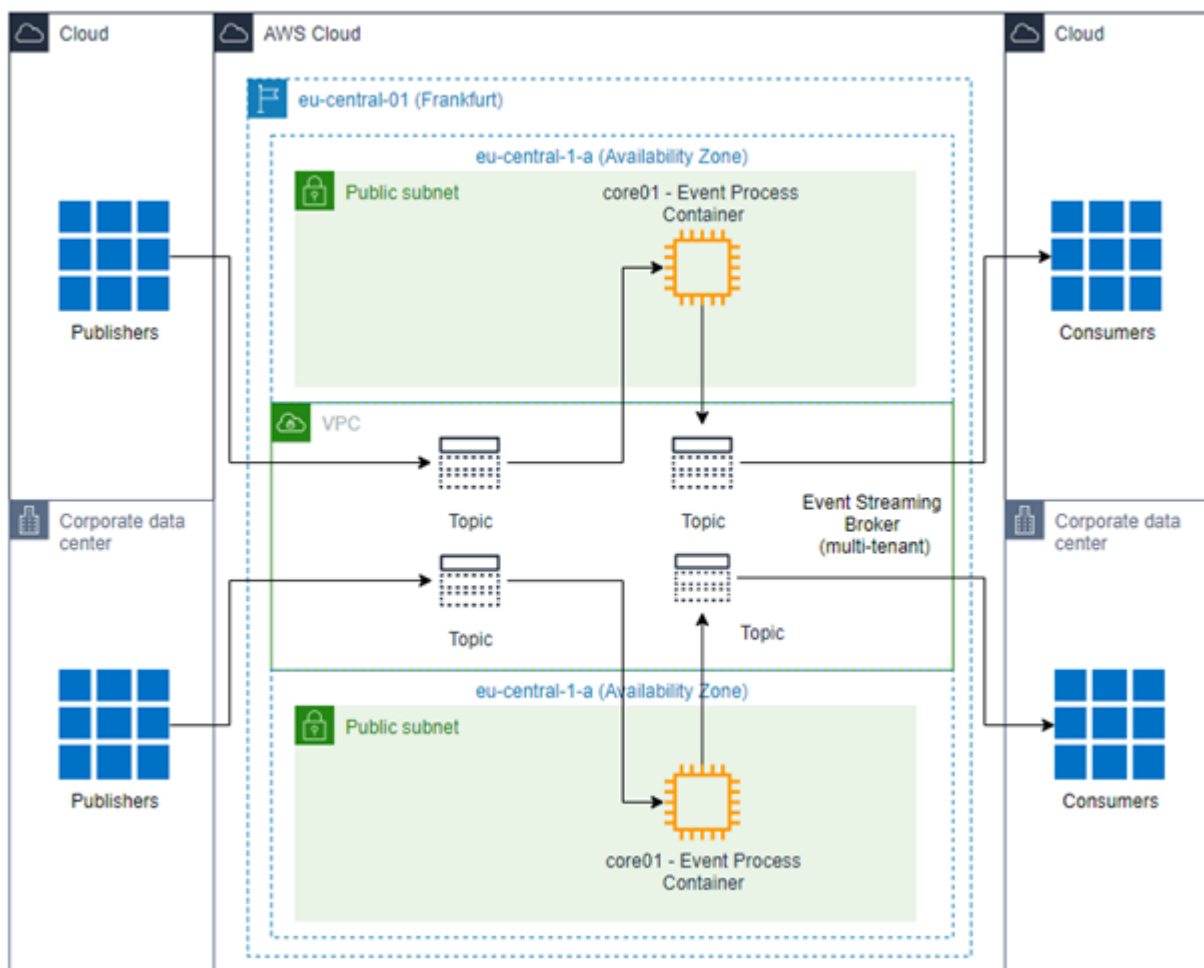 Cloud
AWS Cloud
Cloud
eu-central-01 (Frankfurt)
eu-central-1-a (Availability Zone)
Public subnet
core01 - Event Process
Container
Publishers
Consumers
VPC
Topic
Topic
Event Streaming
Broker
(multi-tenant)
Corporate data
center
Corporate data
center
Topic
Topic
eu-central-1-a (Availability Zone)
Public subnet
Publishers
Consumers
core01 - Event Process
Container